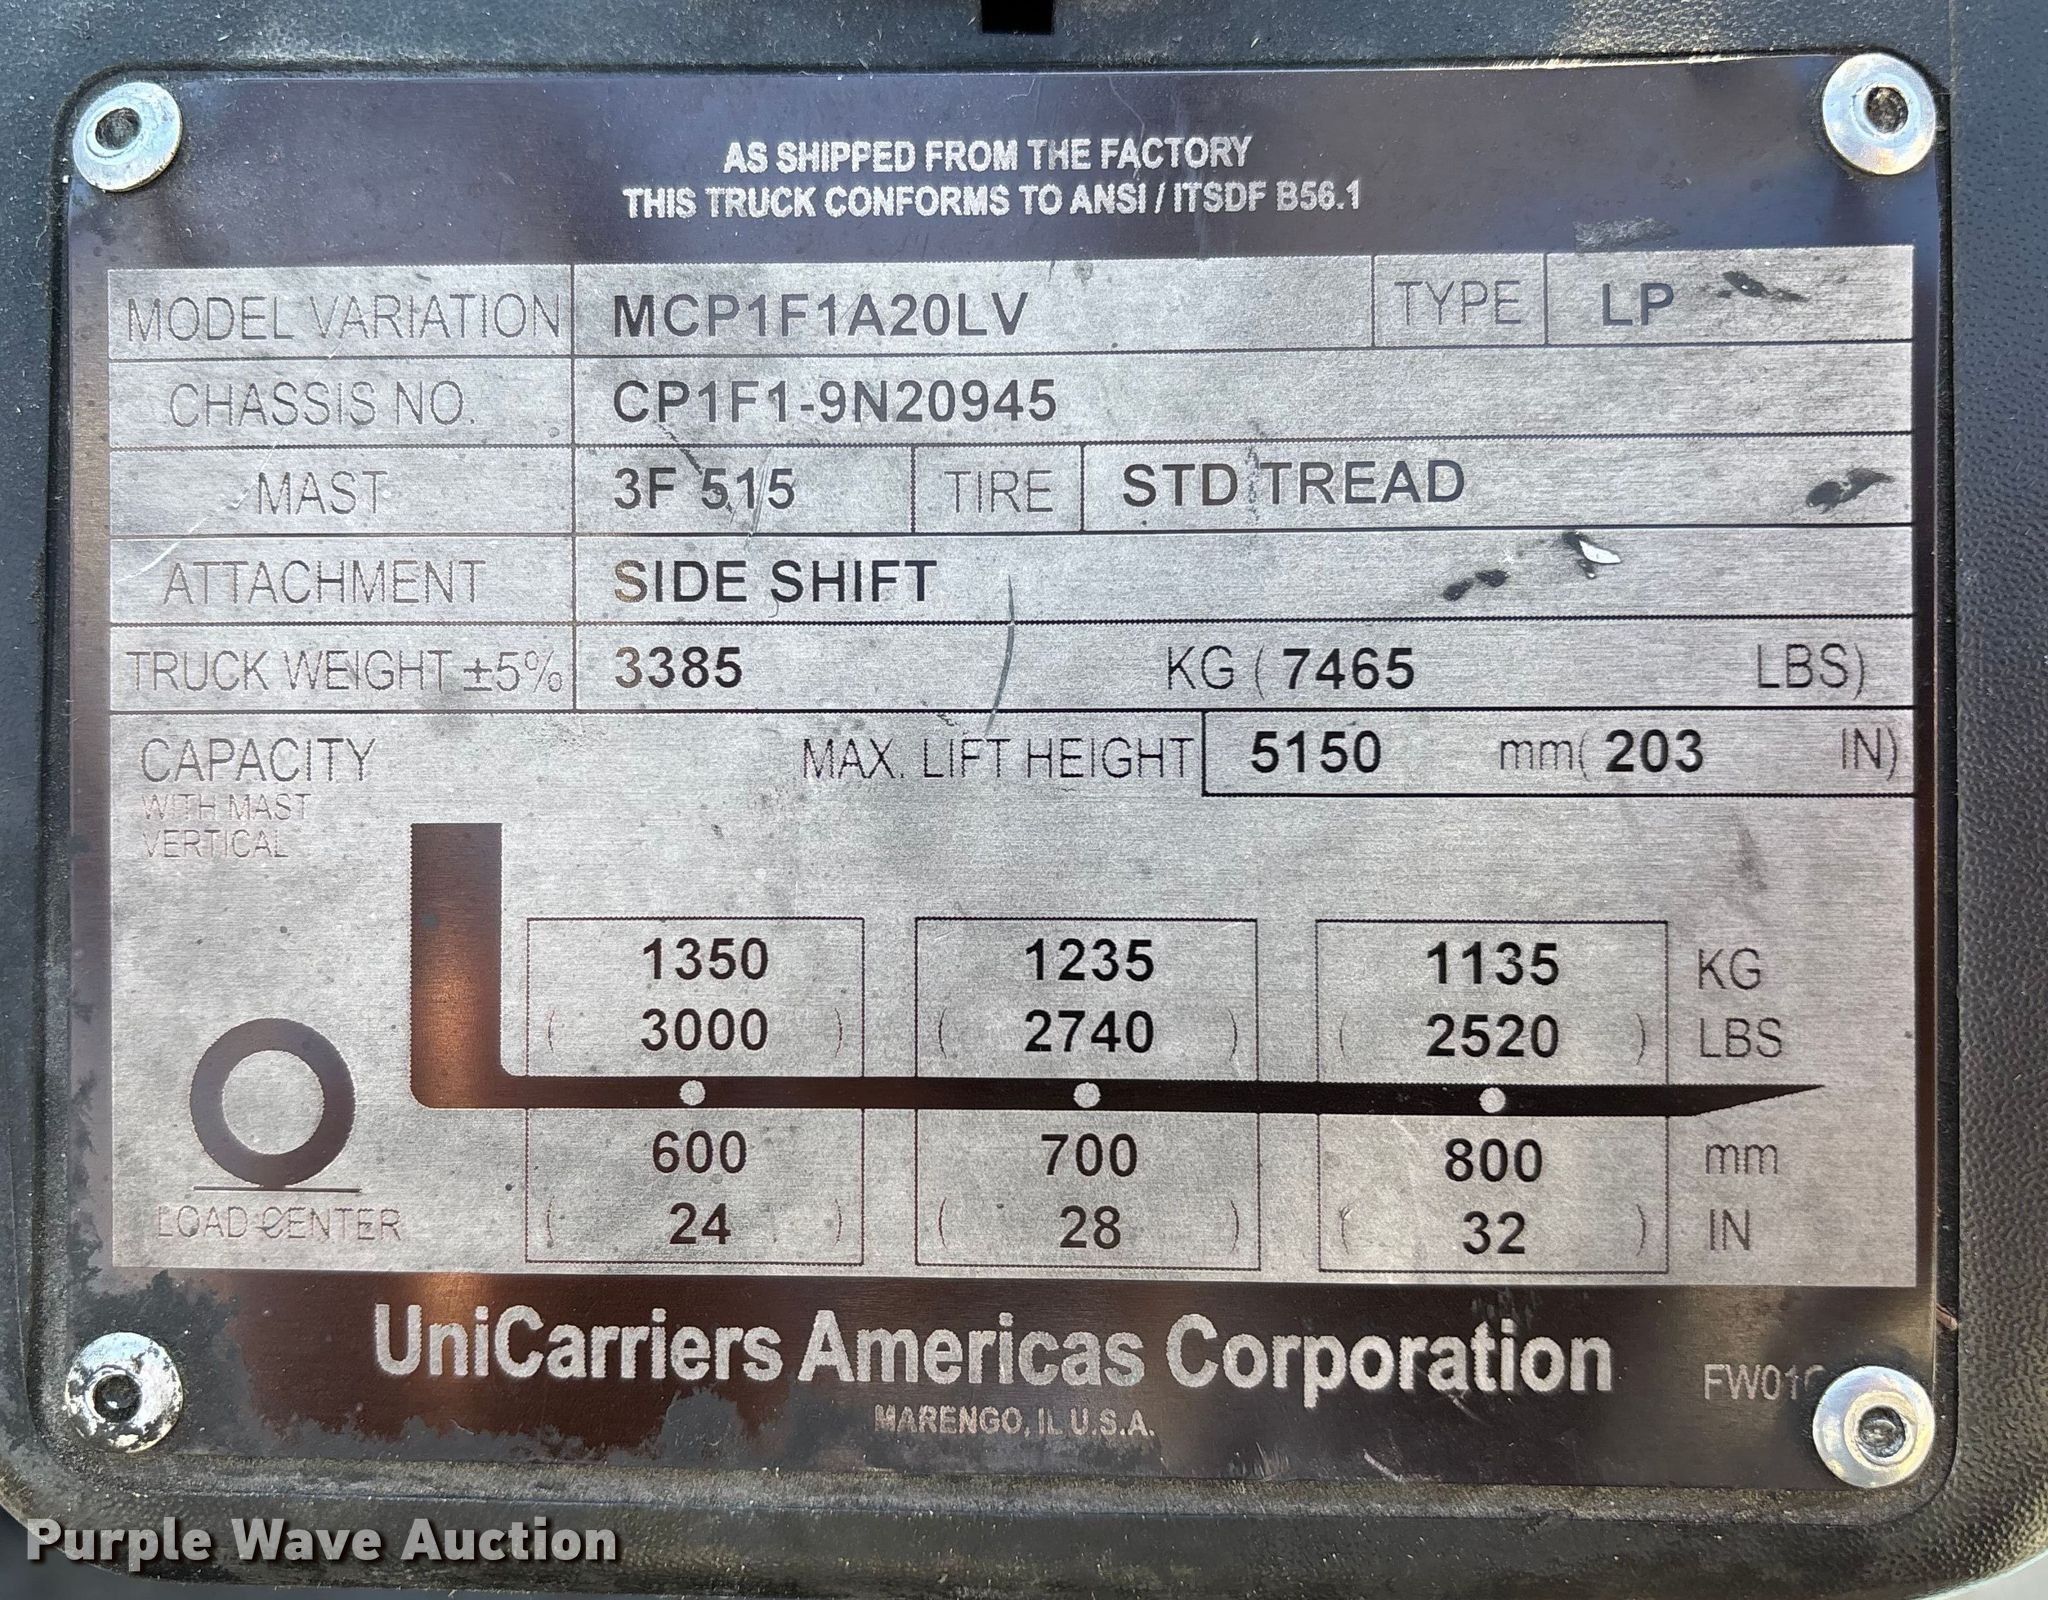 AS SHIPPED FROM THE FACTORY
THIS TRUCK CONFORMS TO ANSI / ITSDF B56.1
MODEL VARIATION MCP1F1A20LV TYPE LP
CHASSIS NO. CP1F1-9N20945
MAST 3F 515 TIRE STD TREAD
ATTACHMENT SIDE SHIFT
TRUCK WEIGHT ±5% 3385 KG ( 7465 LBS)
CAPACITY MAX. LIFT HEIGHT 5150 mm( 203 IN)
WITH MAST
VERTICAL
1350 1235 1135 KG
( 3000 ) ( 2740 ) ( 2520 ) LBS
600 700 800 mm
LOAD CENTER ( 24 ) ( 28 ) ( 32 ) IN
UniCarriers Americas Corporation
MARENGO, IL U.S.A.
Purple Wave Auction